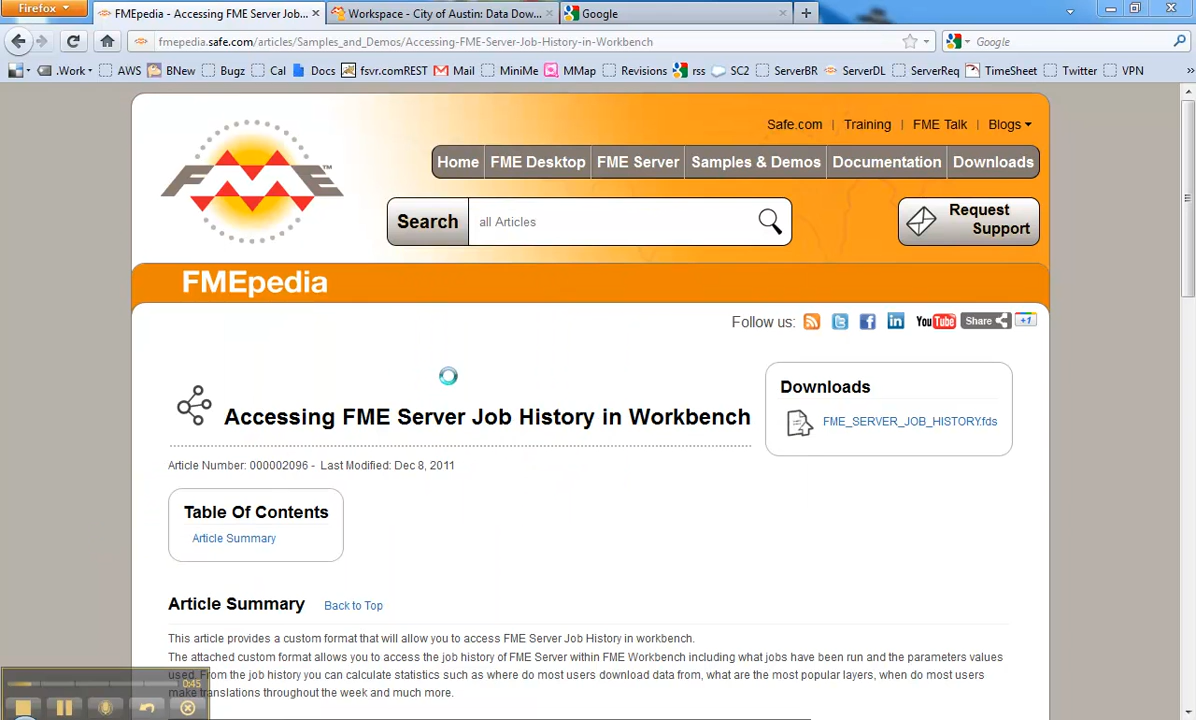 Firefox
FMEpedia - Accessing FME Server Job...
Workspace - City of Austin: Data Dow...
Google
fmepedia.safe.com/articles/Samples_and_Demos/Accessing-FME-Server-Job-History-in-Workbench
Google
.Work AWS BNew Bugz Cal Docs fsvr.comREST Mail MiniMe MMap Revisions rss SC2 ServerBR ServerDL ServerReq TimeSheet Twitter VPN »
Safe.com | Training | FME Talk | Blogs
FME™
Home FME Desktop FME Server Samples & Demos Documentation Downloads
Search all Articles
Request Support
FMEpedia
Follow us: You Tube Share +1
Accessing FME Server Job History in Workbench
Downloads
FME_SERVER_JOB_HISTORY.fds
Article Number: 000002096 - Last Modified: Dec 8, 2011
Table Of Contents
Article Summary
Article Summary Back to Top
This article provides a custom format that will allow you to access FME Server Job History in workbench.
The attached custom format allows you to access the job history of FME Server within FME Workbench including what jobs have been run and the parameters values
used. From the job history you can calculate statistics such as where do most users download data from, what are the most popular layers, when do most users
make translations throughout the week and much more.
0:45